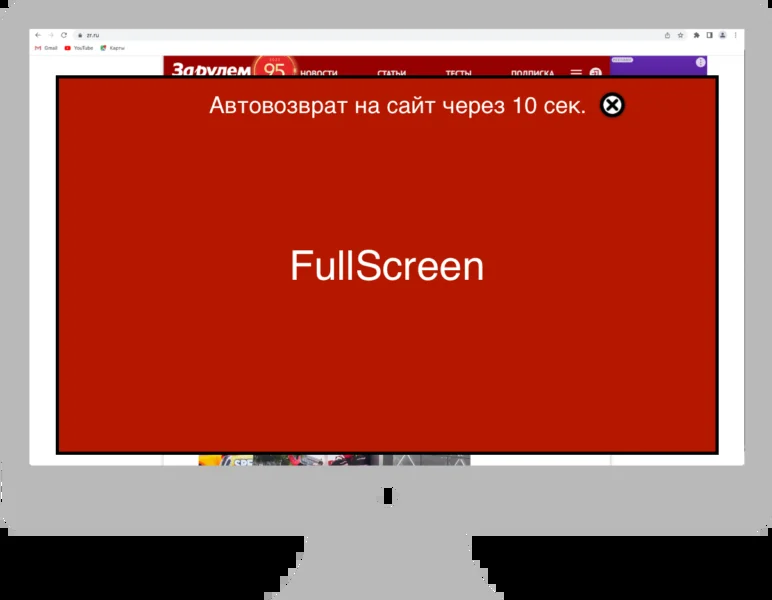 zr.ru
Gmail YouTube Карты
За рулем 95 НОВОСТИ СТАТЬИ ТЕСТЫ ПОДПИСКА
Автовозврат на сайт через 10 сек.
FullScreen